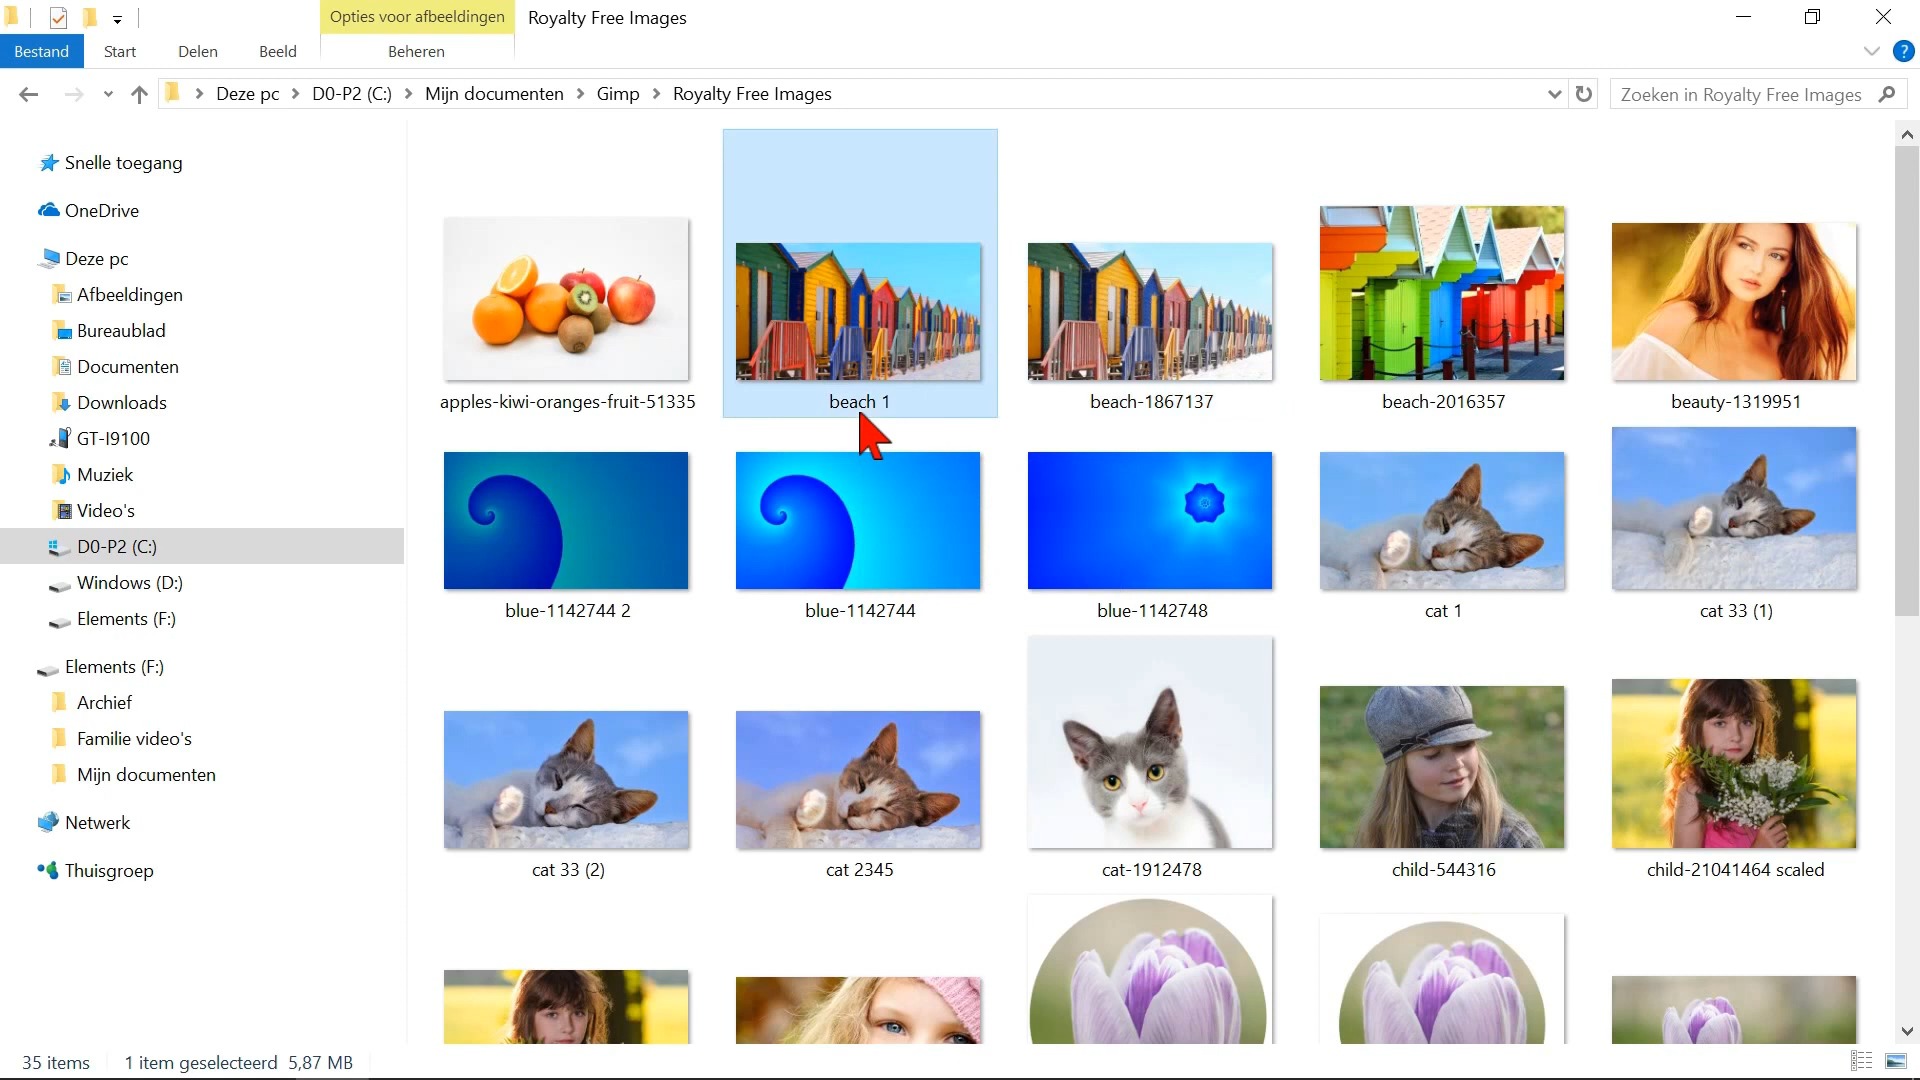 Opties voor afbeeldingen
Royalty Free Images
Bestand
Start
Delen
Beeld
Beheren
?
Deze pc
D0-P2 (C:)
Mijn documenten
Gimp
Royalty Free Images
Zoeken in Royalty Free Images
Snelle toegang
OneDrive
Deze pc
Afbeeldingen
Bureaublad
Documenten
Downloads
GT-I9100
Muziek
Video's
D0-P2 (C:)
Windows (D:)
Elements (F:)
Elements (F:)
Archief
Familie video's
Mijn documenten
Netwerk
Thuisgroep
apples-kiwi-oranges-fruit-51335
beach 1
beach-1867137
beach-2016357
beauty-1319951
blue-1142744 2
blue-1142744
blue-1142748
cat 1
cat 33 (1)
cat 33 (2)
cat 2345
cat-1912478
child-544316
child-21041464 scaled
35 items
1 item geselecteerd 5,87 MB